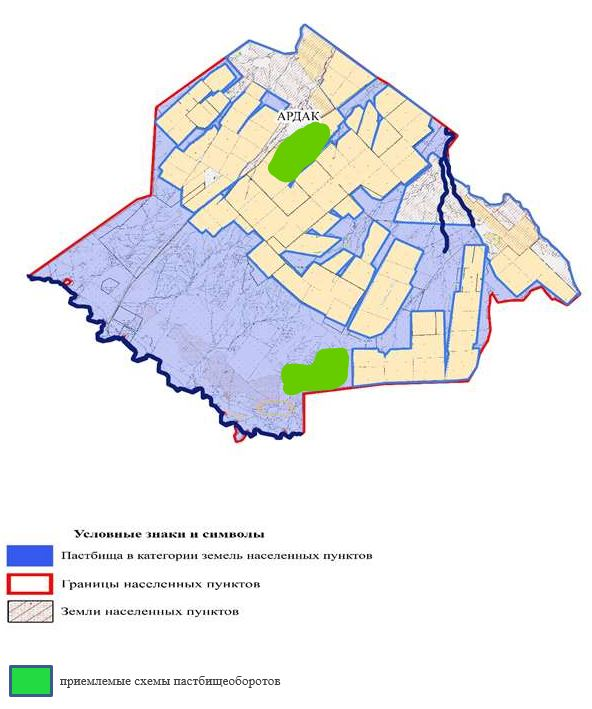 АРДАК
Условные знаки и символы
Пастбища в категории земель населенных пунктов
Границы населенных пунктов
Земли населенных пунктов
приемлемые схемы пастбищеоборотов